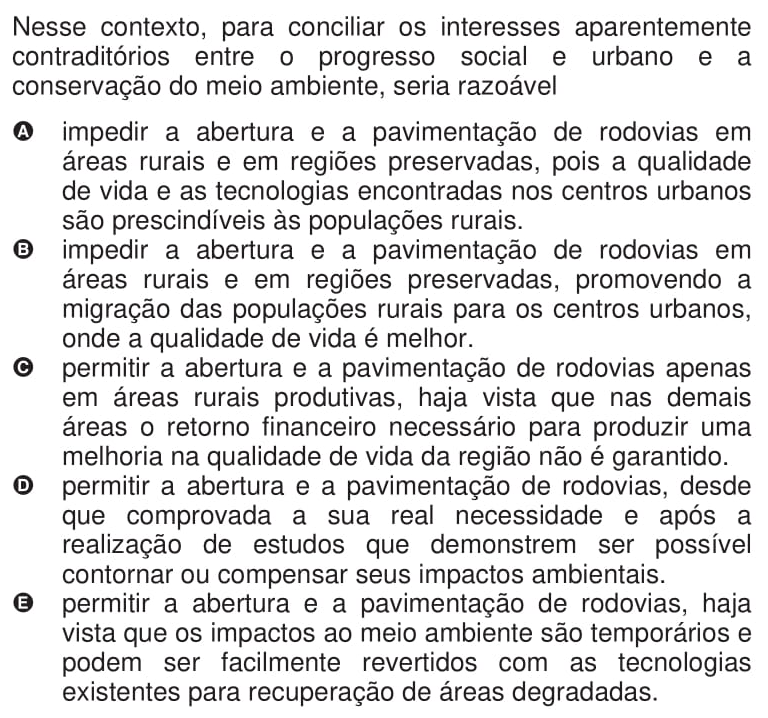 Nesse contexto, para conciliar os interesses aparentemente
contraditórios entre o progresso social e urbano e a
conservação do meio ambiente, seria razoável
A impedir a abertura e a pavimentação de rodovias em
áreas rurais e em regiões preservadas, pois a qualidade
de vida e as tecnologias encontradas nos centros urbanos
são prescindíveis às populações rurais.
B impedir a abertura e a pavimentação de rodovias em
áreas rurais e em regiões preservadas, promovendo a
migração das populações rurais para os centros urbanos,
onde a qualidade de vida é melhor.
C permitir a abertura e a pavimentação de rodovias apenas
em áreas rurais produtivas, haja vista que nas demais
áreas o retorno financeiro necessário para produzir uma
melhoria na qualidade de vida da região não é garantido.
D permitir a abertura e a pavimentação de rodovias, desde
que comprovada a sua real necessidade e após a
realização de estudos que demonstrem ser possível
contornar ou compensar seus impactos ambientais.
E permitir a abertura e a pavimentação de rodovias, haja
vista que os impactos ao meio ambiente são temporários e
podem ser facilmente revertidos com as tecnologias
existentes para recuperação de áreas degradadas.